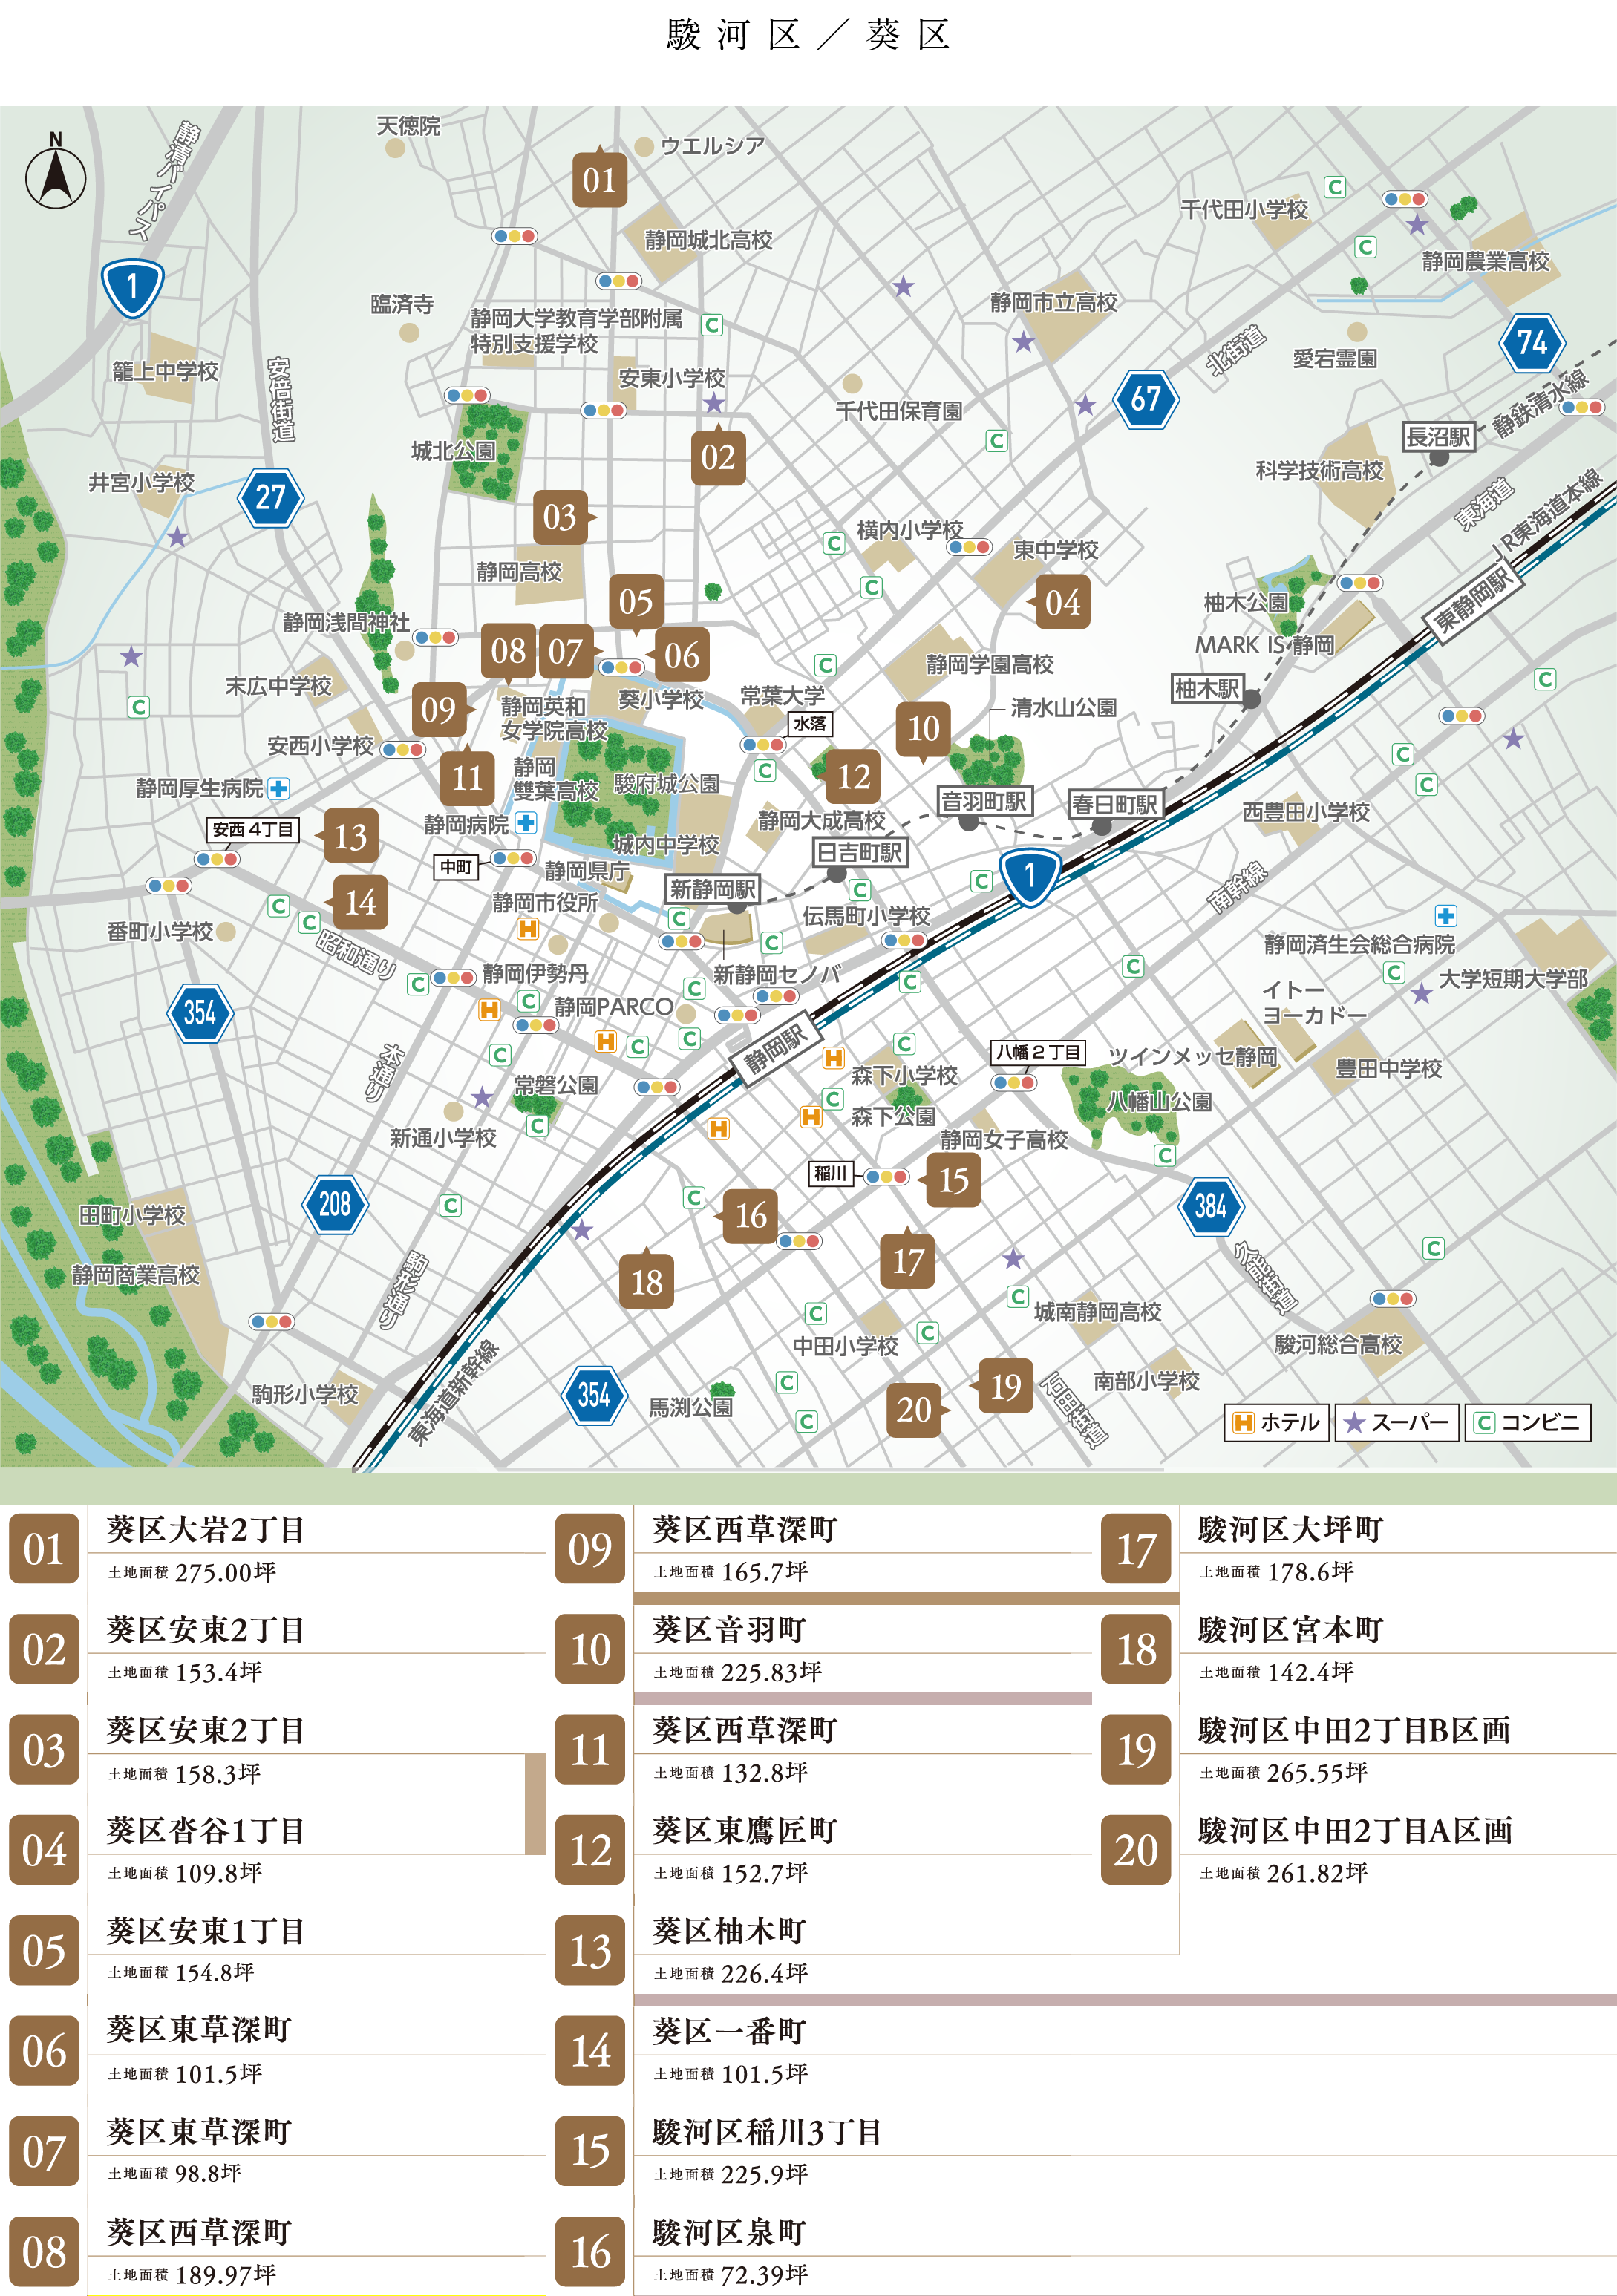 駿河区／葵区
N
静清バイパス
天徳院
ウエルシア
01
静岡城北高校
千代田小学校
C
静岡農業高校
C
1
臨済寺
静岡大学教育学部附属
特別支援学校
C
静岡市立高校
北街道
愛宕霊園
74
籠上中学校
安倍街道
安東小学校
千代田保育園
67
静鉄清水線
長沼駅
C
城北公園
02
科学技術高校
井宮小学校
27
03
東海道
JR東海道本線
横内小学校
C
東中学校
静岡高校
C
05
04
柚木公園
東静岡駅
静岡浅間神社
08
07
06
MARK IS 静岡
C
静岡学園高校
末広中学校
葵小学校
常葉大学
柚木駅
C
C
09
静岡英和
女学院高校
水落
10
清水山公園
安西小学校
11
静岡
雙葉高校
駿府城公園
C
12
C
C
静岡厚生病院
音羽町駅
春日町駅
西豊田小学校
安西4丁目
13
静岡病院
静岡大成高校
城内中学校
日吉町駅
中町
静岡県庁
新静岡駅
1
C
C
南幹線
14
C
C
静岡市役所
H
C
伝馬町小学校
番町小学校
昭和通り
C
静岡済生会総合病院
C
静岡伊勢丹
新静岡セノバ
C
C
C
大学短期大学部
354
H
C
静岡PARCO
C
イトー
ヨーカドー
H
C
C
静岡駅
C
八幡2丁目
ツインメッセ静岡
本通り
C
H
森下小学校
豊田中学校
常磐公園
C
H
森下公園
八幡山公園
新通小学校
C
H
静岡女子高校
C
稲川
15
田町小学校
208
C
C
16
384
17
静岡商業高校
駒形通り
18
久能街道
C
C
C
城南静岡高校
中田小学校
C
駿河総合高校
東海道新幹線
354
駒形小学校
馬渕公園
C
C
20
19
石田街道
南部小学校
H ホテル
スーパー
C コンビニ
01
葵区大岩2丁目
土地面積 275.00坪
02
葵区安東2丁目
土地面積 153.4坪
03
葵区安東2丁目
土地面積 158.3坪
04
葵区沓谷1丁目
土地面積 109.8坪
05
葵区安東1丁目
土地面積 154.8坪
06
葵区東草深町
土地面積 101.5坪
07
葵区東草深町
土地面積 98.8坪
08
葵区西草深町
土地面積 189.97坪
09
葵区西草深町
土地面積 165.7坪
10
葵区音羽町
土地面積 225.83坪
11
葵区西草深町
土地面積 132.8坪
12
葵区東鷹匠町
土地面積 152.7坪
13
葵区柚木町
土地面積 226.4坪
14
葵区一番町
土地面積 101.5坪
15
駿河区稲川3丁目
土地面積 225.9坪
16
駿河区泉町
土地面積 72.39坪
17
駿河区大坪町
土地面積 178.6坪
18
駿河区宮本町
土地面積 142.4坪
19
駿河区中田2丁目B区画
土地面積 265.55坪
20
駿河区中田2丁目A区画
土地面積 261.82坪